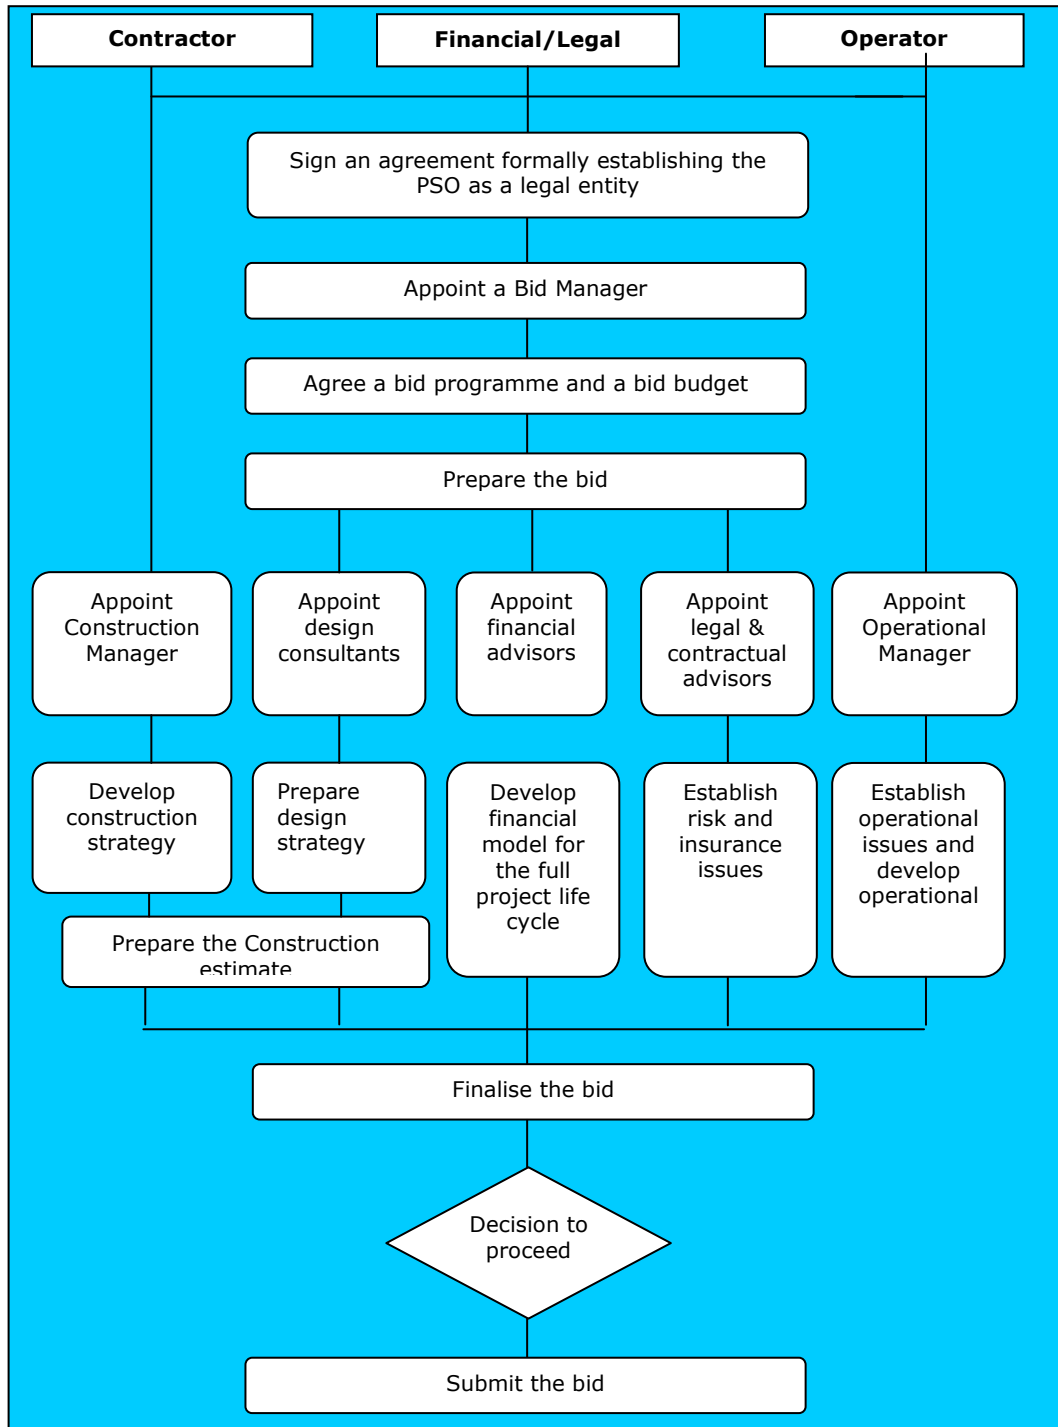 Contractor
Financial/Legal
Operator
Sign an agreement formally establishing the
PSO as a legal entity
Appoint a Bid Manager
Agree a bid programme and a bid budget
Prepare the bid
Appoint
Construction
Manager
Appoint
design
consultants
Appoint
financial
advisors
Appoint
legal &
contractual
advisors
Appoint
Operational
Manager
Develop
construction
strategy
Prepare
design
strategy
Develop
financial
model for
the full
project life
cycle
Establish
risk and
insurance
issues
Establish
operational
issues and
develop
operational
Prepare the Construction
estimate
Finalise the bid
Decision to
proceed
Submit the bid